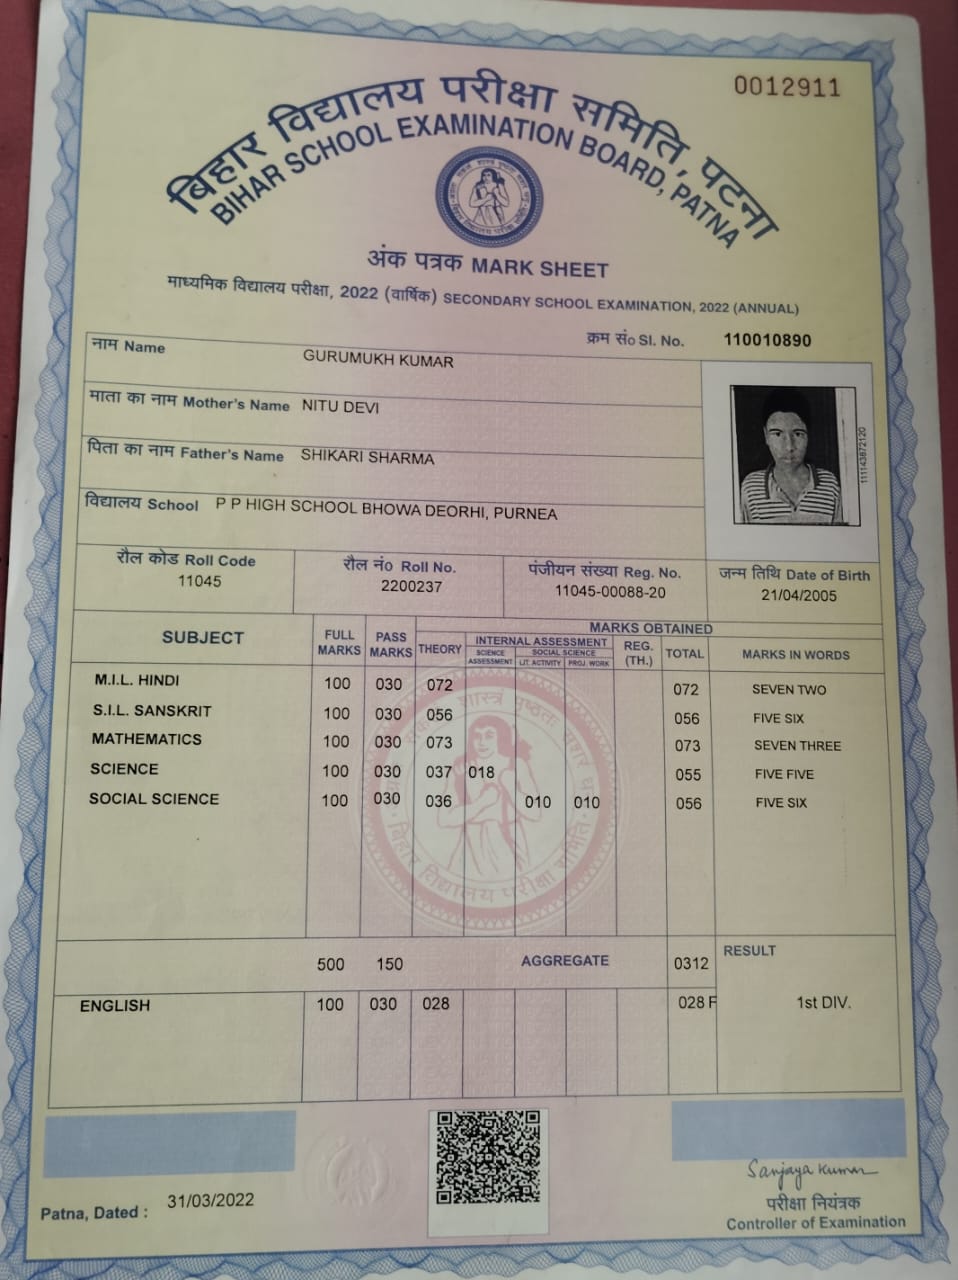 0012911
बिहार विद्यालय परीक्षा समिति, पटना
BIHAR SCHOOL EXAMINATION BOARD, PATNA
अंक पत्रक MARK SHEET
माध्यमिक विद्यालय परीक्षा, 2022 (वार्षिक) SECONDARY SCHOOL EXAMINATION, 2022 (ANNUAL)
क्रम सं० Sl. No. 110010890
नाम Name GURUMUKH KUMAR
माता का नाम Mother's Name NITU DEVI
पिता का नाम Father's Name SHIKARI SHARMA
विद्यालय School P P HIGH SCHOOL BHOWA DEORHI, PURNEA
111143872120
रौल कोड Roll Code रौल नं० Roll No. पंजीयन संख्या Reg. No. जन्म तिथि Date of Birth
11045 2200237 11045-00088-20 21/04/2005
SUBJECT FULL MARKS PASS MARKS MARKS OBTAINED
THEORY INTERNAL ASSESSMENT REG. (TH.) TOTAL MARKS IN WORDS
SCIENCE ASSESSMENT SOCIAL SCIENCE
LIT. ACTIVITY PROJ. WORK
M.I.L. HINDI 100 030 072 072 SEVEN TWO
S.I.L. SANSKRIT 100 030 056 056 FIVE SIX
MATHEMATICS 100 030 073 073 SEVEN THREE
SCIENCE 100 030 037 018 055 FIVE FIVE
SOCIAL SCIENCE 100 030 036 010 010 056 FIVE SIX
बिहार विद्यालय परीक्षा समिति
500 150 AGGREGATE 0312 RESULT
ENGLISH 100 030 028 028 F 1st DIV.
Patna, Dated : 31/03/2022
Sanjaya Kumar
परीक्षा नियंत्रक
Controller of Examination